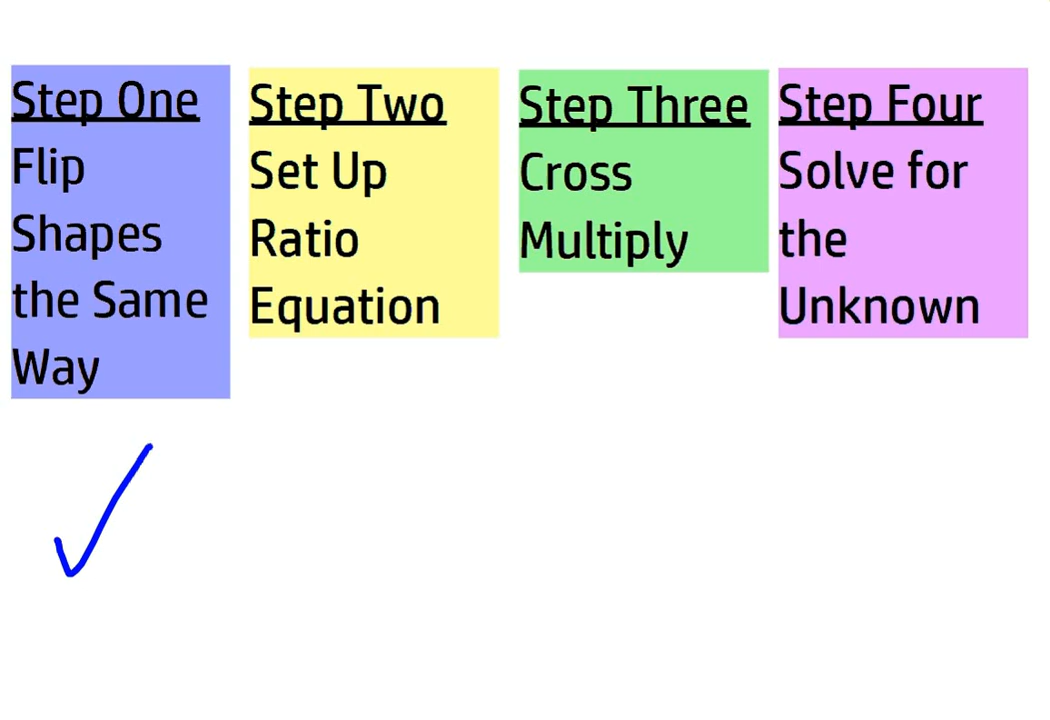 Step One
Flip
Shapes
the Same
Way
Step Two
Set Up
Ratio
Equation
Step Three
Cross
Multiply
Step Four
Solve for
the
Unknown